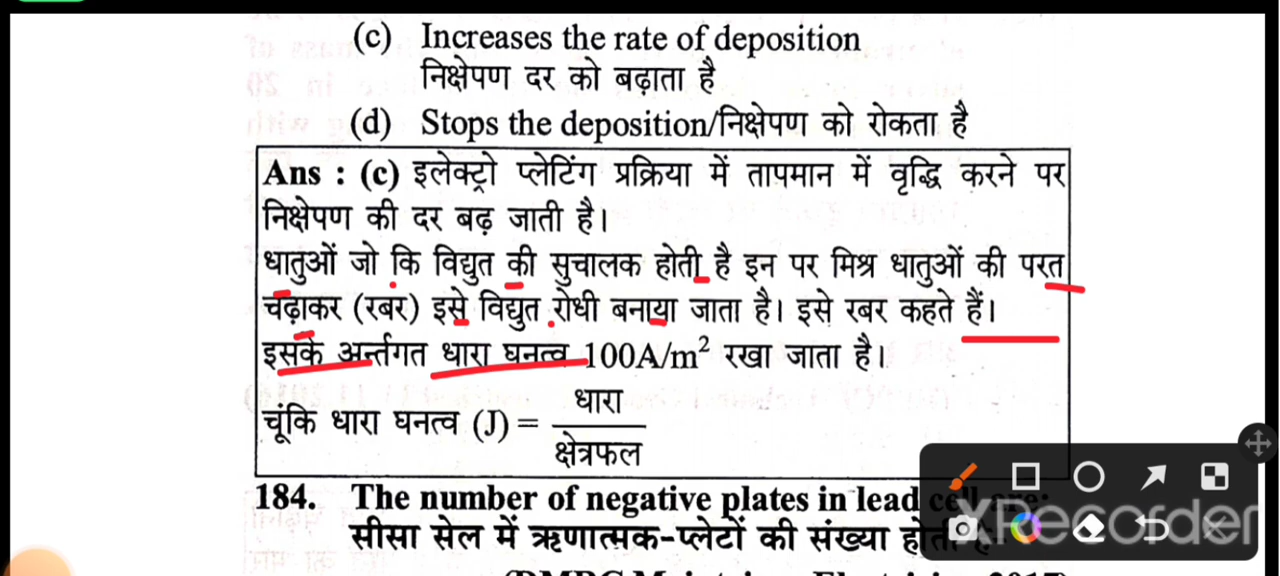 (c) Increases the rate of deposition
निक्षेपण दर को बढ़ाता है
(d) Stops the deposition/निक्षेपण को रोकता है
Ans : (c) इलेक्ट्रो प्लेटिंग प्रक्रिया में तापमान में वृद्धि करने पर
निक्षेपण की दर बढ़ जाती है।
धातुओं जो कि विद्युत की सुचालक होती है इन पर मिश्र धातुओं की परत
चढ़ाकर (रबर) इसे विद्युत रोधी बनाया जाता है। इसे रबर कहते हैं।
इसके अर्न्तगत धारा घनत्व 100A/m² रखा जाता है।
चूंकि धारा घनत्व (J) = धारा
क्षेत्रफल
184. The number of negative plates in lead cell are:
सीसा सेल में ऋणात्मक-प्लेटों की संख्या होती है-
XRecorder